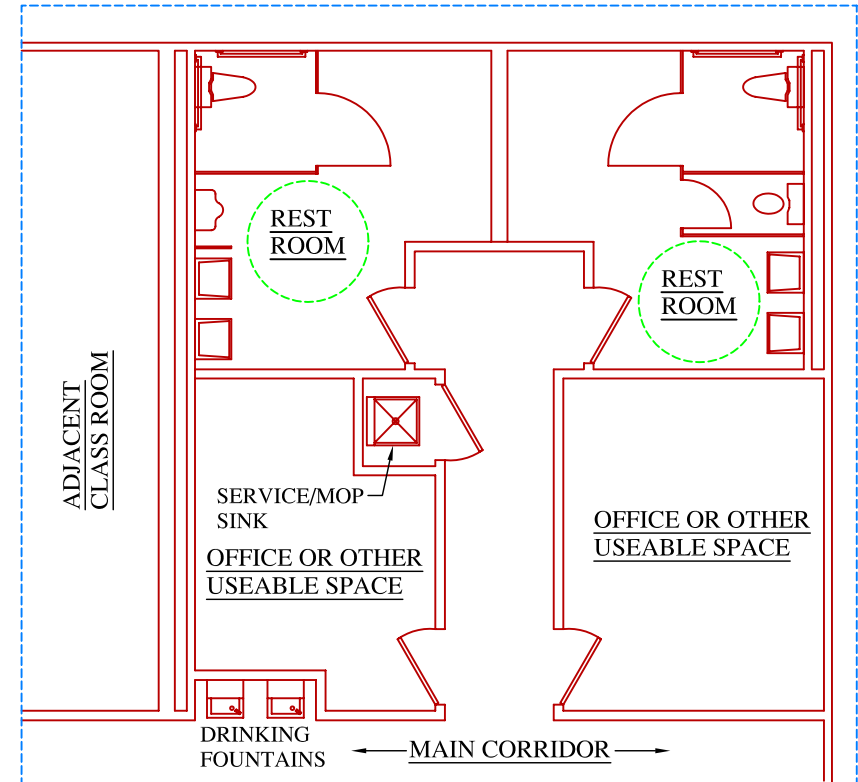 REST
ROOM
REST
ROOM
ADJACENT
CLASS ROOM
SERVICE/MOP
SINK
OFFICE OR OTHER
USEABLE SPACE
OFFICE OR OTHER
USEABLE SPACE
DRINKING
FOUNTAINS
MAIN CORRIDOR